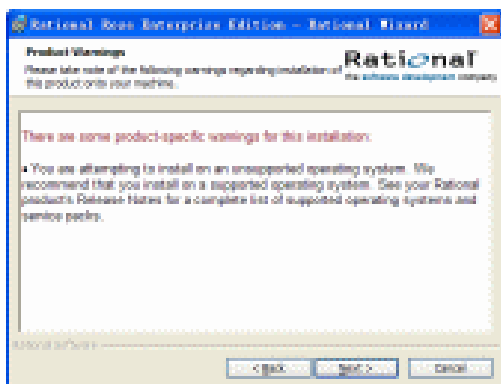 Rational Rose Enterprise Edition - Rational Wizard
Product Warnings
Please take note of the following warnings regarding installation of
this product onto your machine.
Rational
the software development company
There are some product-specific warnings for this installation:
• You are attempting to install on an unsupported operating system. We
recommend that you install on a supported operating system. See your Rational
product's Release Notes for a complete list of supported operating systems and
service packs.
Rational Software
< Back
Next >
Cancel